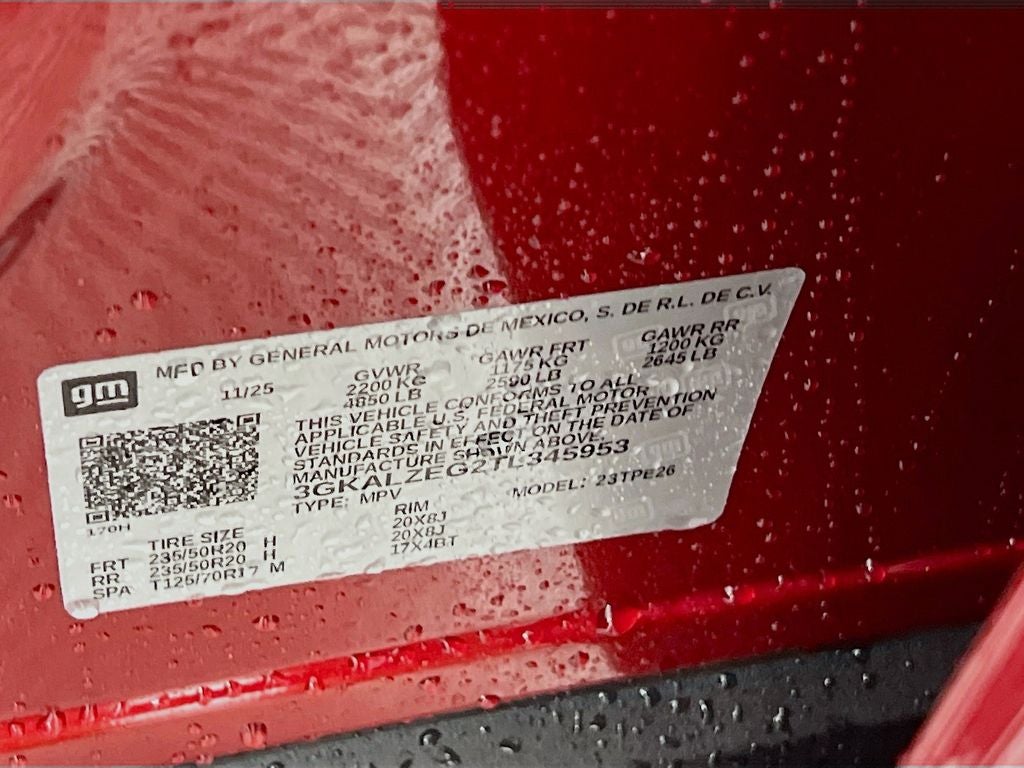 MFD BY GENERAL MOTORS DE MEXICO, S. DE R.L. DE C.V.
gm
11/25
GVWR GAWR FRT GAWR RR
2200 KG 1175 KG 1200 KG
4850 LB 2590 LB 2645 LB
THIS VEHICLE CONFORMS TO ALL
APPLICABLE U.S. FEDERAL MOTOR
VEHICLE SAFETY AND THEFT PREVENTION
STANDARDS IN EFFECT ON THE DATE OF
MANUFACTURE SHOWN ABOVE.
3GKALZEG2TL345953
TYPE: MPV MODEL: 23TPE26
170H
TIRE SIZE RIM
FRT 235/50R20 H 20X8J
RR 235/50R20 H 20X8J
SPA T125/70R17 M 17X4BT